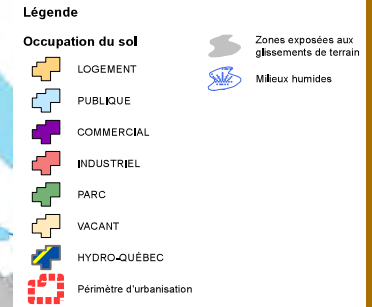 Légende
Occupation du sol
LOGEMENT
PUBLIQUE
COMMERCIAL
INDUSTRIEL
PARC
VACANT
HYDRO-QUÉBEC
Périmètre d'urbanisation
Zones exposées aux
glissements de terrain
Milieux humides